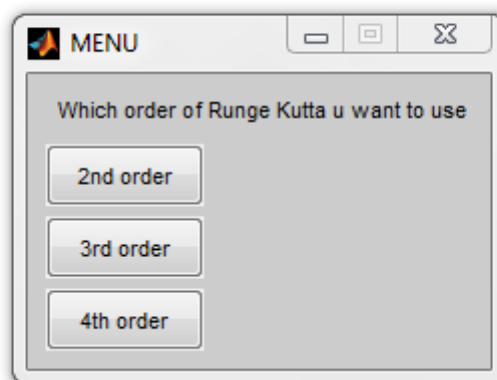 MENU
Which order of Runge Kutta u want to use
2nd order
3rd order
4th order